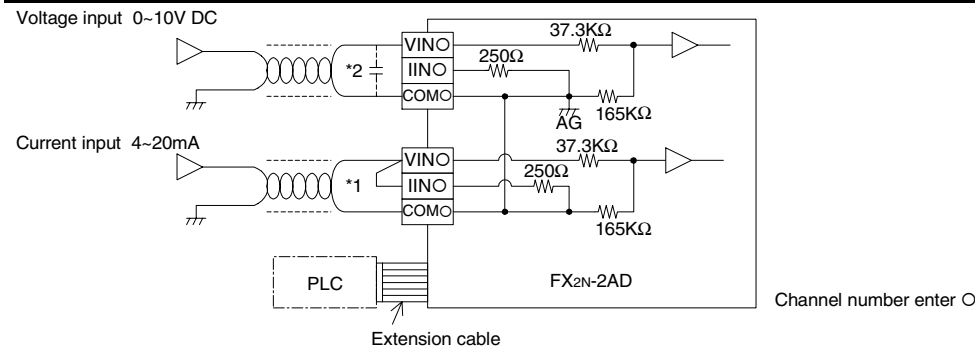 Voltage input 0~10V DC
VIN○
IIN○
COM○
*2
250Ω
37.3KΩ
AG
165KΩ
Current input 4~20mA
VIN○
IIN○
COM○
*1
250Ω
37.3KΩ
165KΩ
PLC
FX2N-2AD
Channel number enter ○
Extension cable